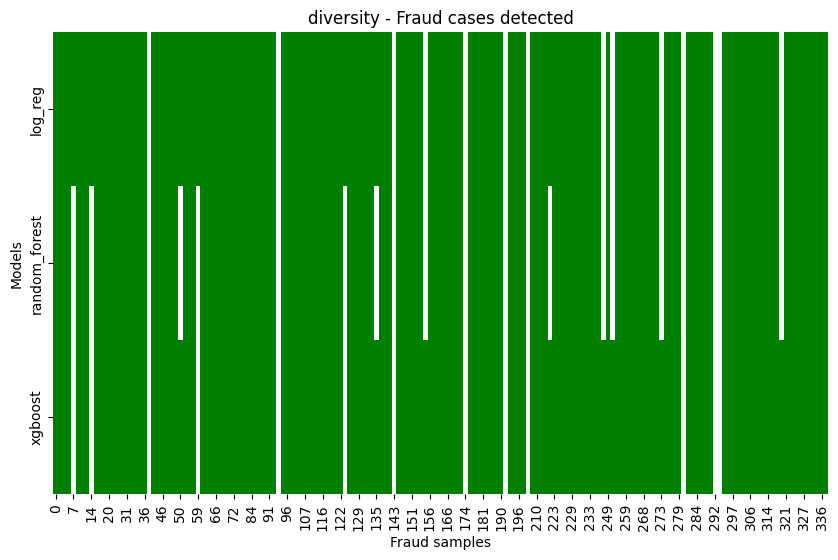 diversity - Fraud cases detected
Models
log_reg
random_forest
xgboost
0 7 14 20 31 36 46 50 59 66 72 84 91 96 107 116 122 129 135 143 151 156 166 174 181 190 196 210 223 229 233 249 259 268 273 279 284 292 297 306 314 321 327 336
Fraud samples